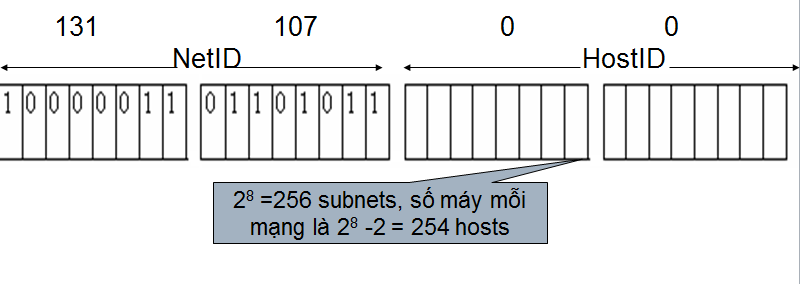 131 107 0 0
NetID HostID
1 0 0 0 0 0 1 1 0 1 1 0 1 0 1 1
2⁸ =256 subnets, số máy mỗi
mạng là 2⁸ -2 = 254 hosts